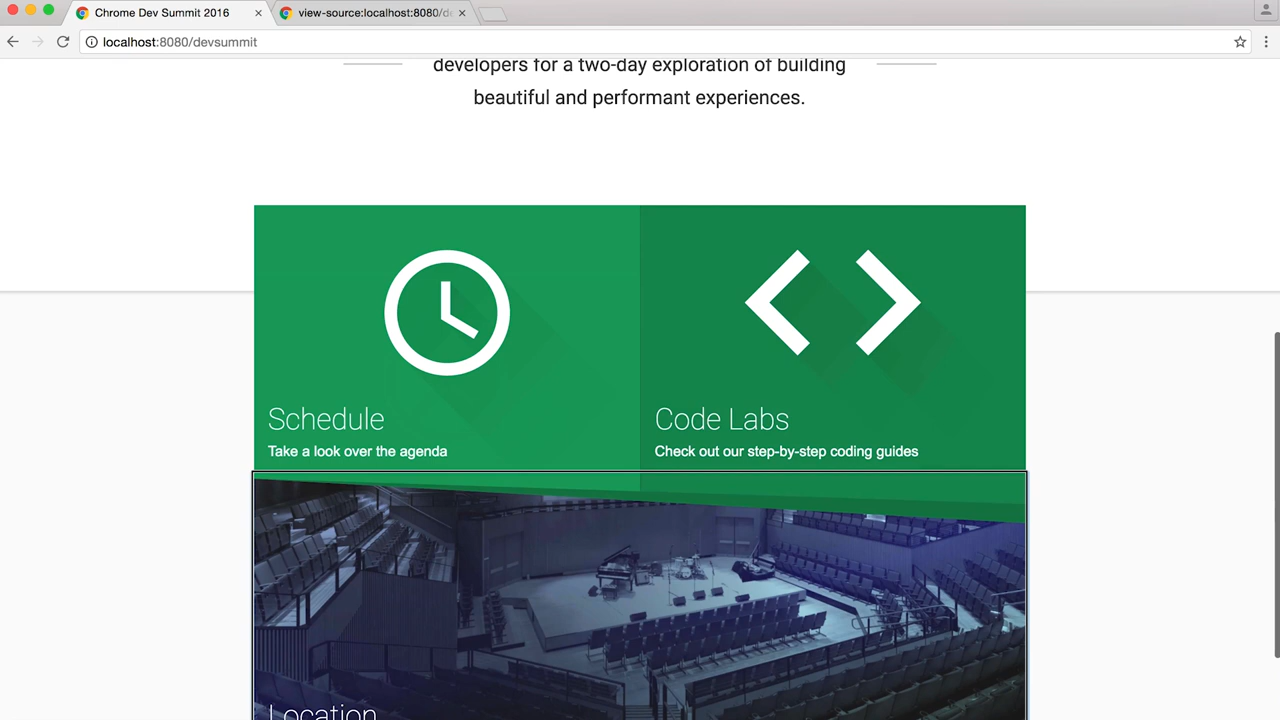 Chrome Dev Summit 2016
view-source:localhost:8080/de
localhost:8080/devsummit
developers for a two-day exploration of building
beautiful and performant experiences.
Schedule
Take a look over the agenda
Code Labs
Check out our step-by-step coding guides
Location